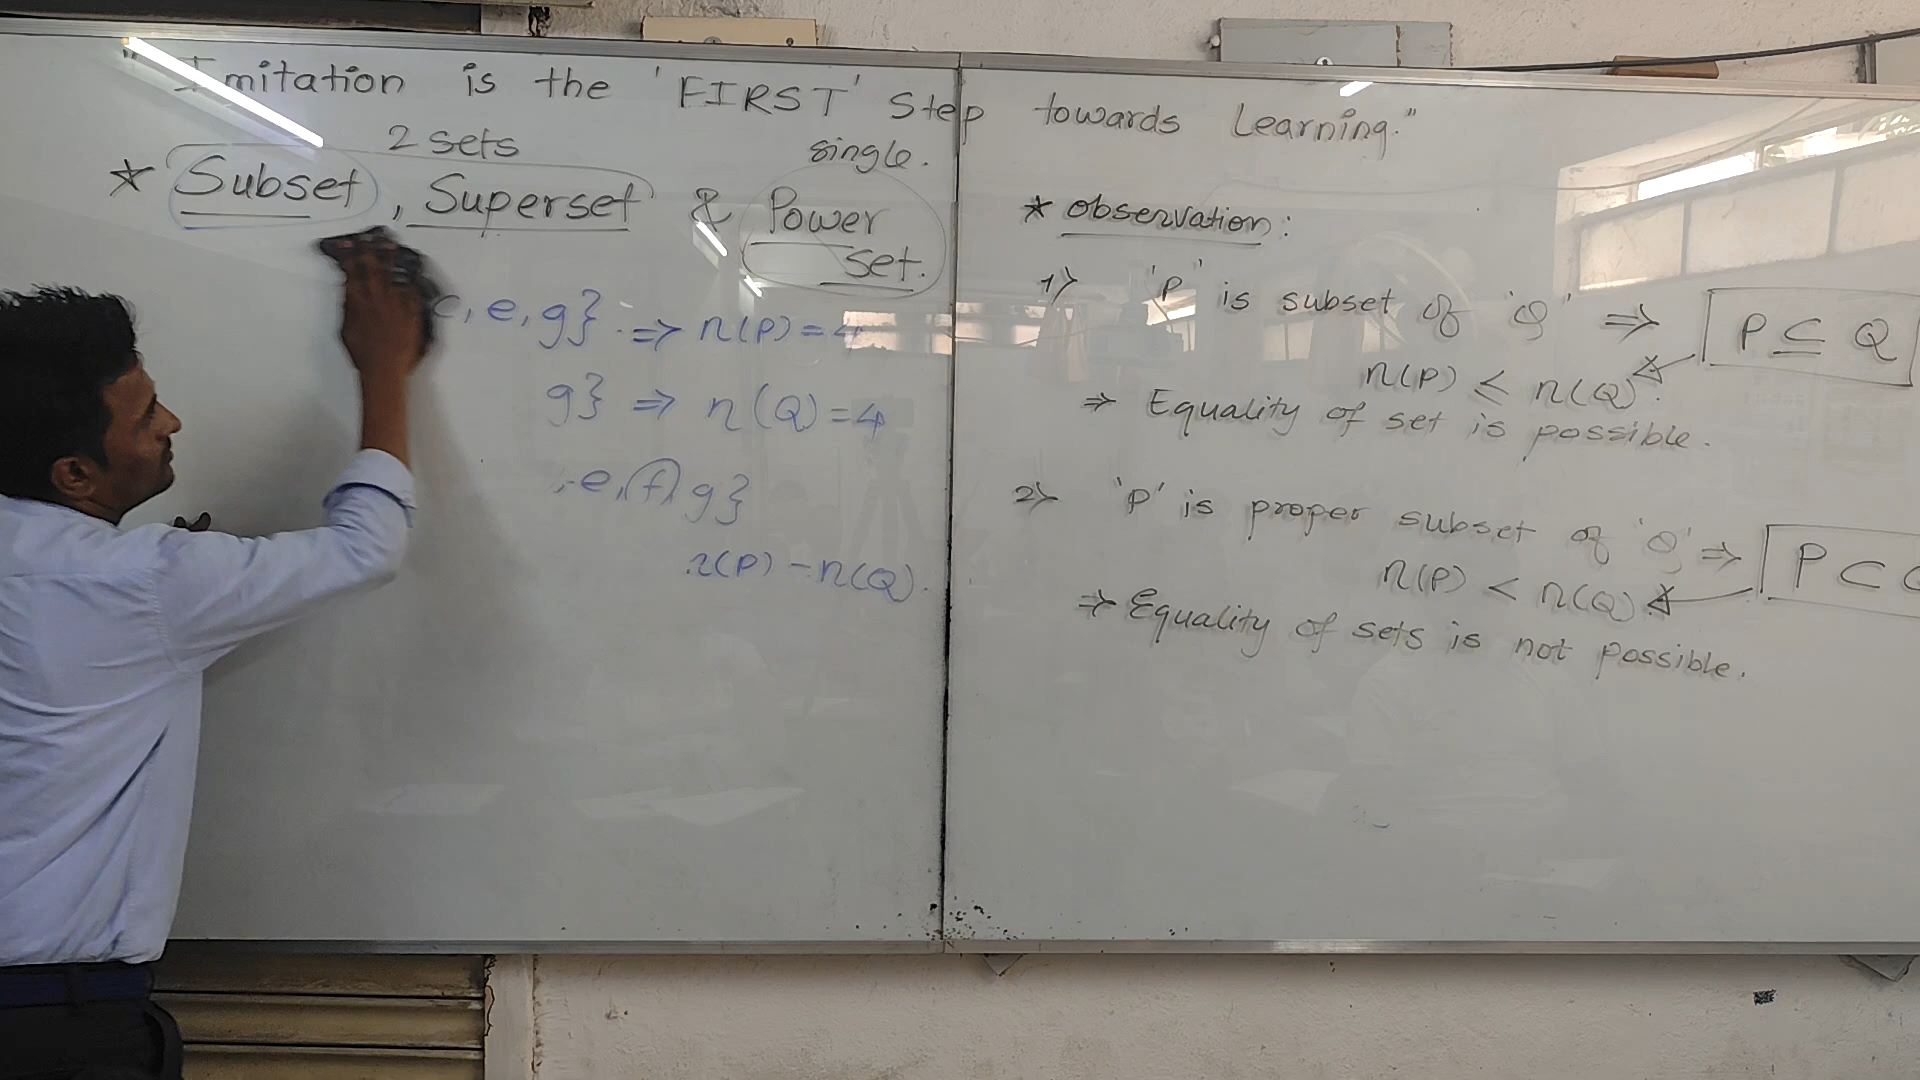 "Imitation is the 'FIRST' Step towards Learning."
2 sets single.
* Subset, Superset & Power set.
c, e, g} => n(P) = 4
g} => n(Q) = 4
, e, f, g}
n(P) - n(Q).
* Observation:
1> 'P' is subset of 'Q' => P ⊆ Q
n(P) ≤ n(Q).
=> Equality of set is possible.
2> 'P' is proper subset of 'Q' => P ⊂
n(P) < n(Q)
=> Equality of sets is not possible.